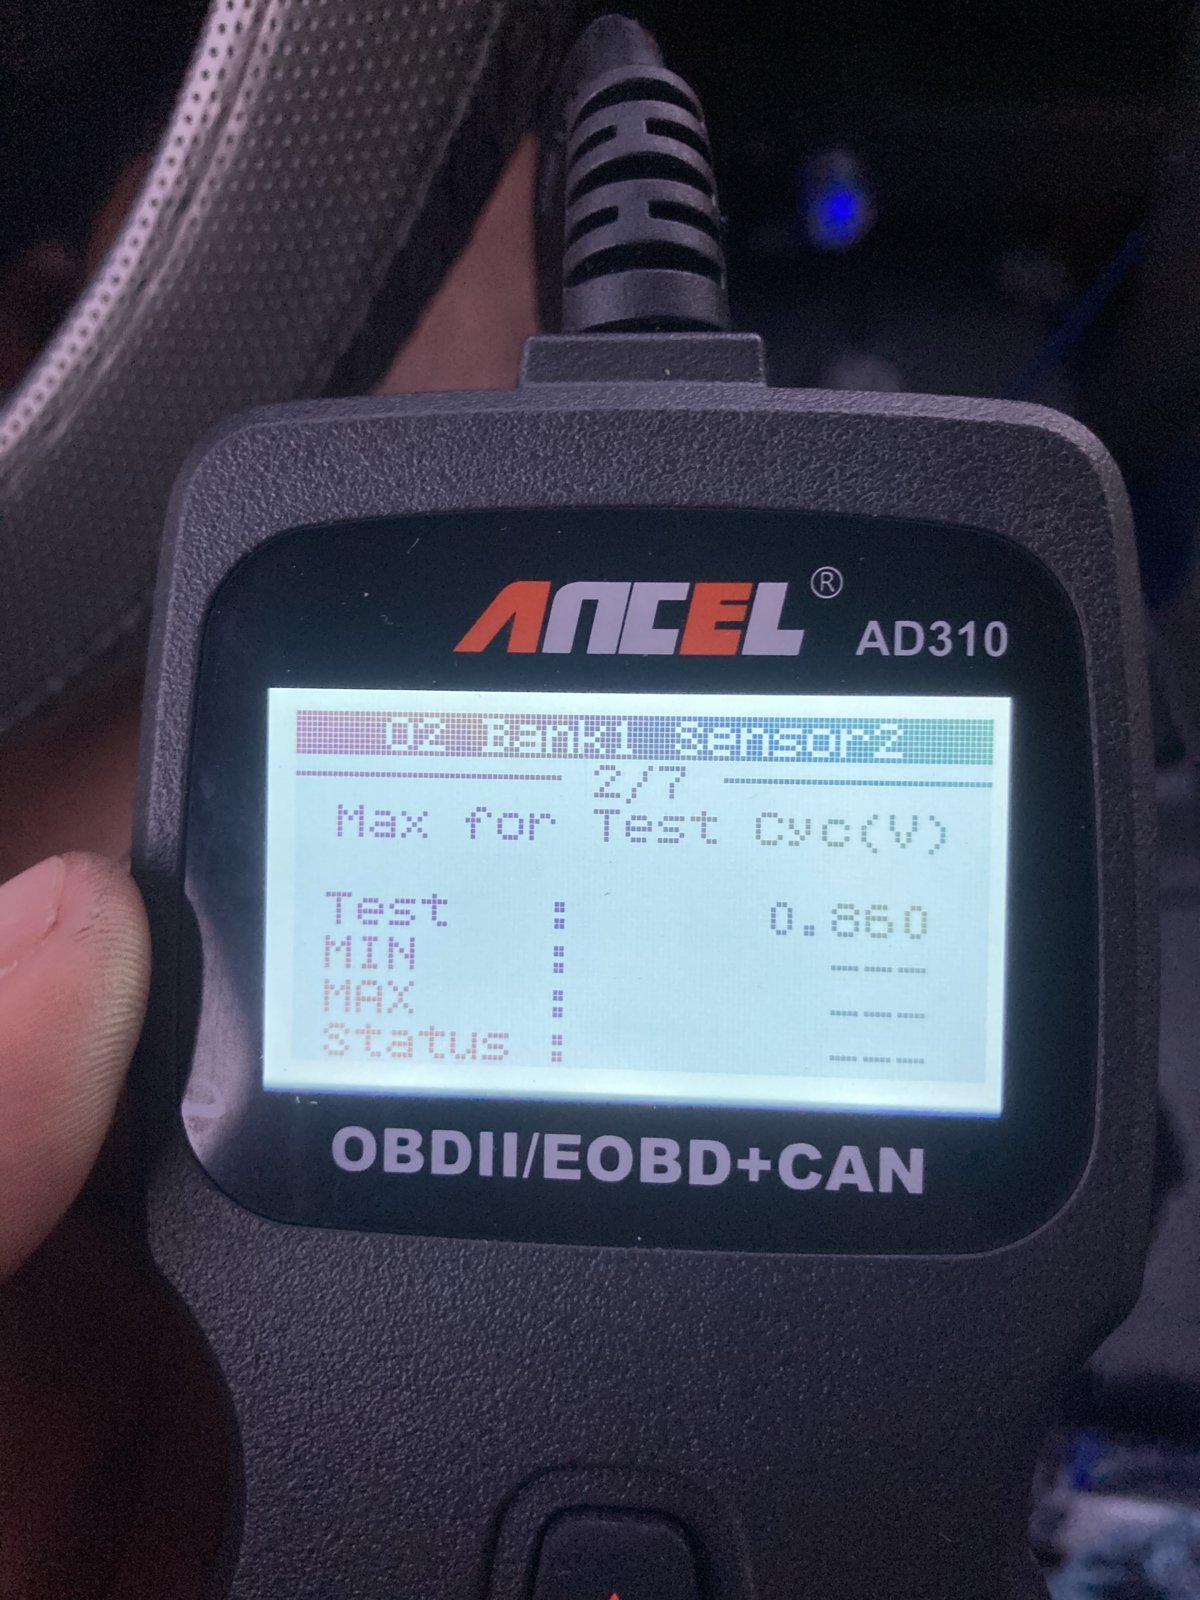 ANCEL®
AD310
O2 Bank1 Sensor2
2/7
Max for Test Cyc(V)
Test : 0.860
MIN : ---
MAX : ---
Status : ---
OBDII/EOBD+CAN